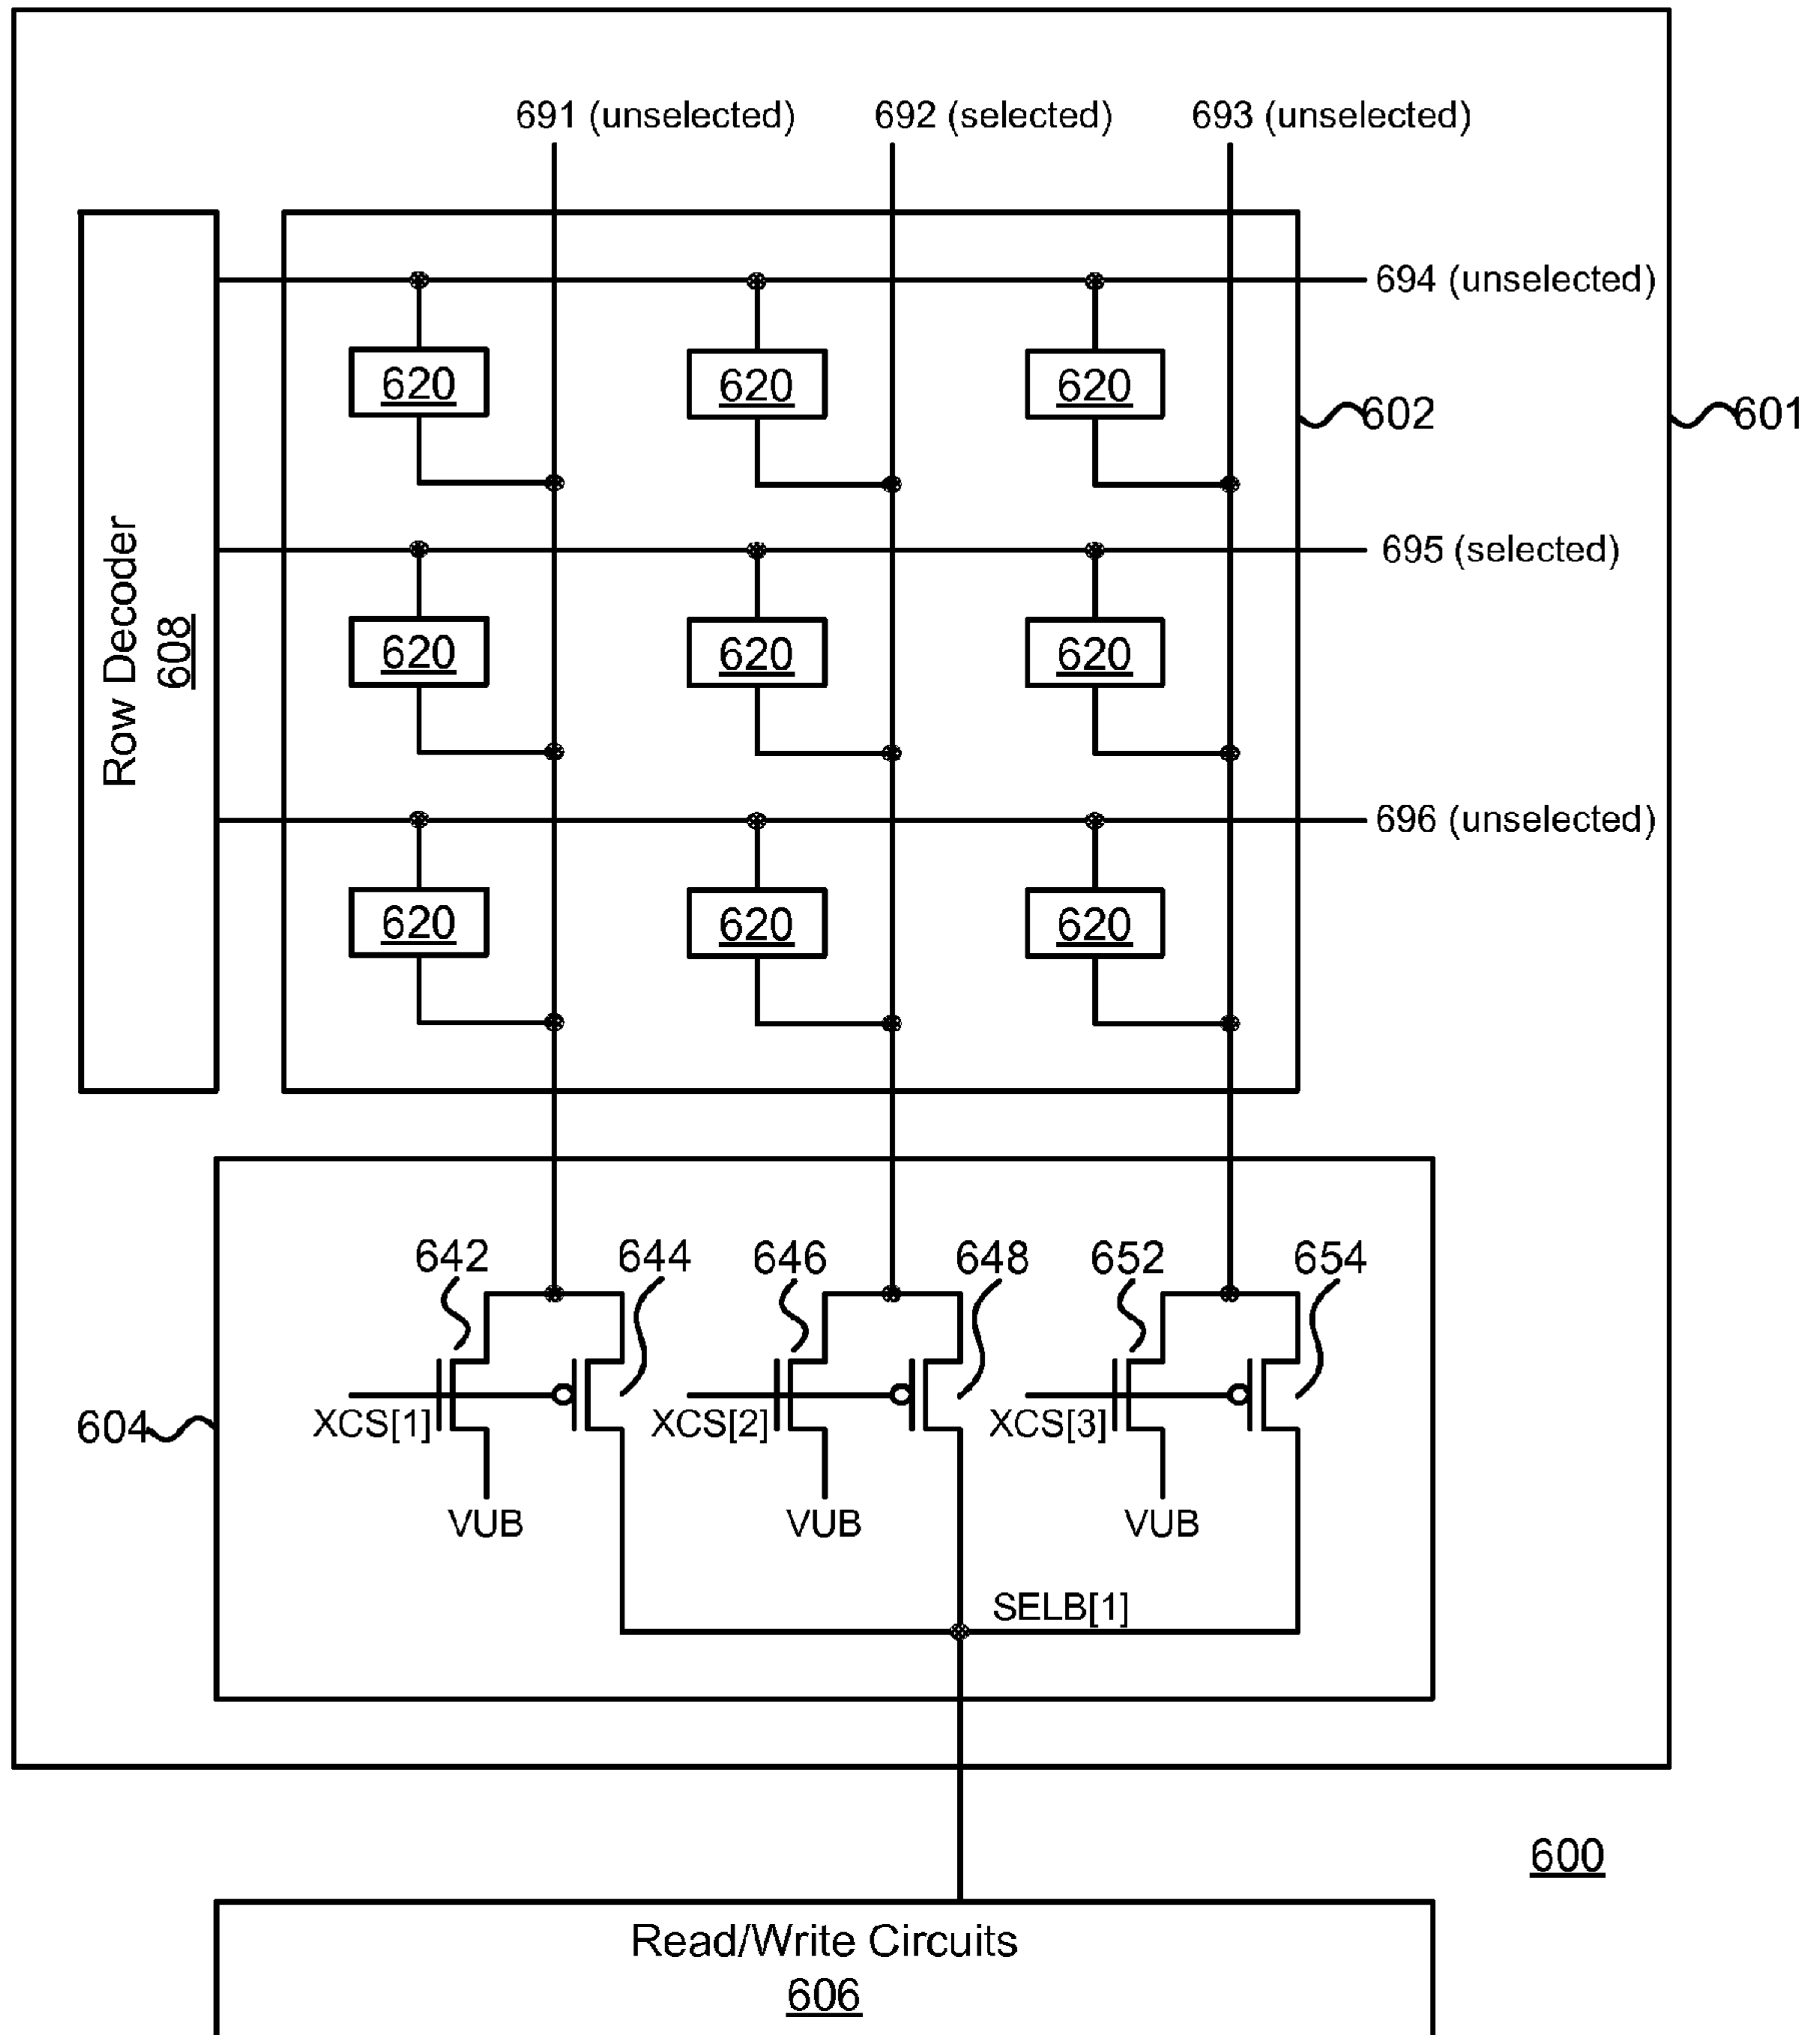 691 (unselected) 692 (selected) 693 (unselected)
694 (unselected)
620 620 620
602 601
695 (selected)
Row Decoder
608
620 620 620
696 (unselected)
620 620 620
642 644 646 648 652 654
604 XCS[1] XCS[2] XCS[3]
VUB VUB VUB
SELB[1]
600
Read/Write Circuits
606